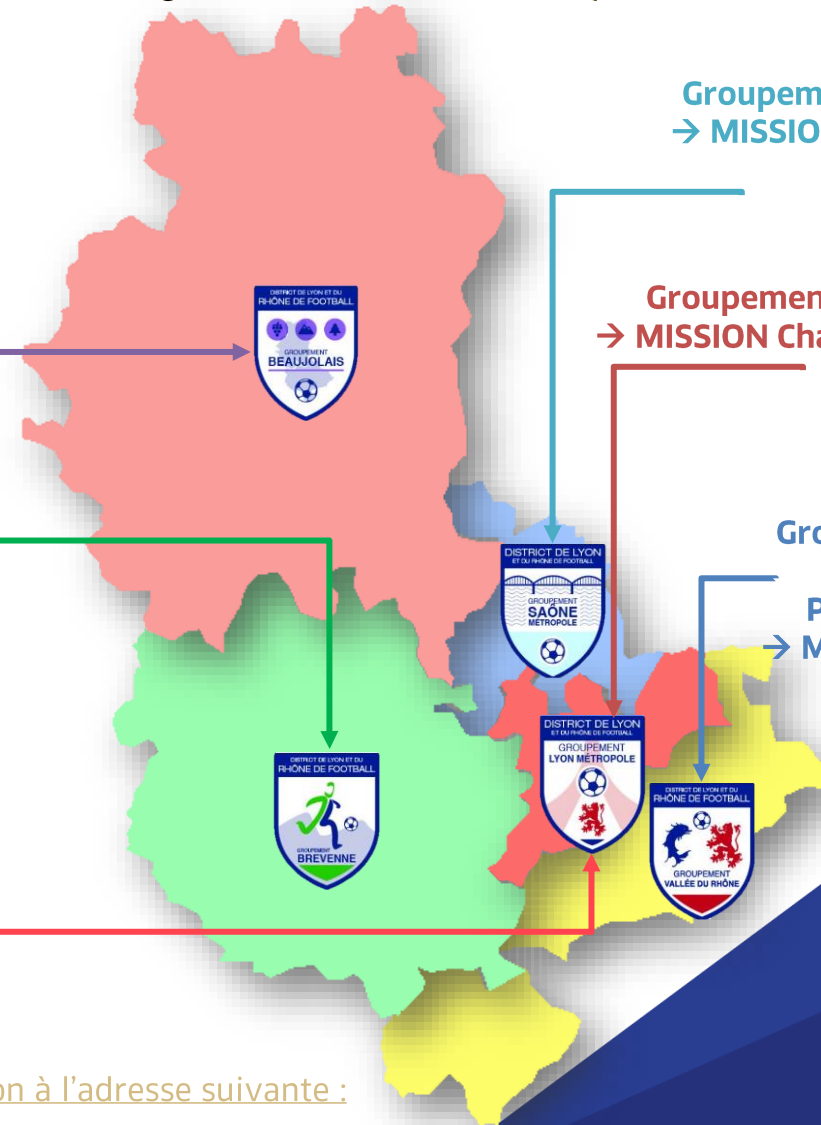 Groupem
→ MISSIO
DISTRICT DE LYON ET DU
RHÔNE DE FOOTBALL
GROUPEMENT
BEAUJOLAIS
Groupemen
→ MISSION Cha
DISTRICT DE LYON
ET DU RHÔNE DE FOOTBALL
GROUPEMENT
SAÔNE
MÉTROPOLE
Gro
P
→ M
DISTRICT DE LYON
ET DU RHÔNE DE FOOTBALL
GROUPEMENT
LYON MÉTROPOLE
DISTRICT DE LYON ET DU
RHÔNE DE FOOTBALL
GROUPEMENT
BREVENNE
DISTRICT DE LYON ET DU
RHÔNE DE FOOTBALL
GROUPEMENT
VALLÉE DU RHÔNE
on à l’adresse suivante :